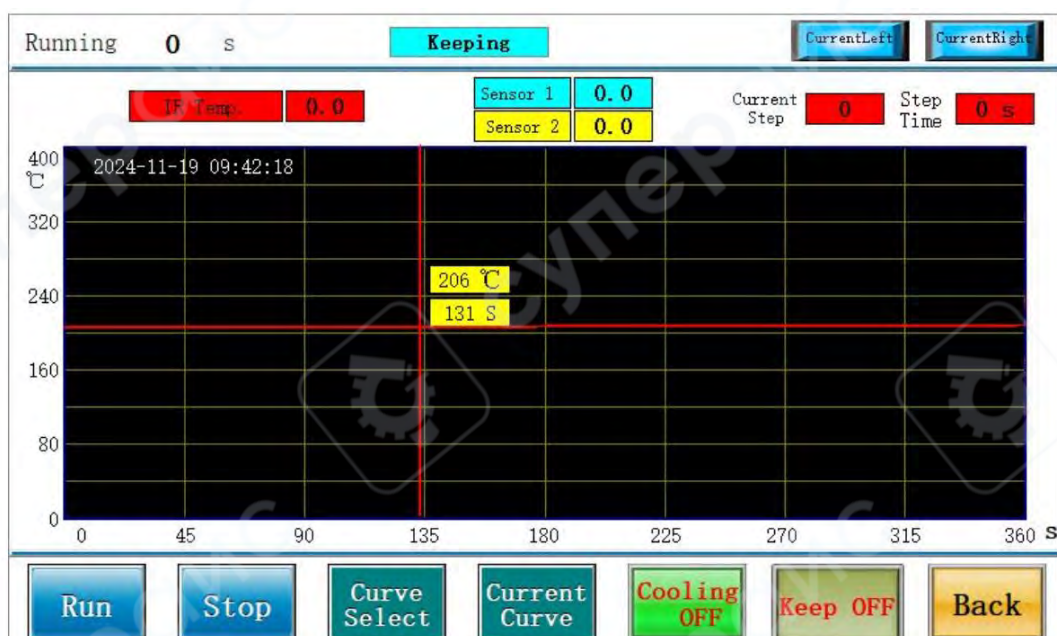 Running 0 s
Keeping
CurrentLeft
CurrentRight
IR Temp. 0.0
Sensor 1 0.0
Sensor 2 0.0
Current Step 0
Step Time 0 s
400
℃
2024-11-19 09:42:18
320
206 ℃
240
131 S
160
80
0
0 45 90 135 180 225 270 315 360 S
Run
Stop
Curve
Select
Current
Curve
Cooling
OFF
Keep OFF
Back
супер